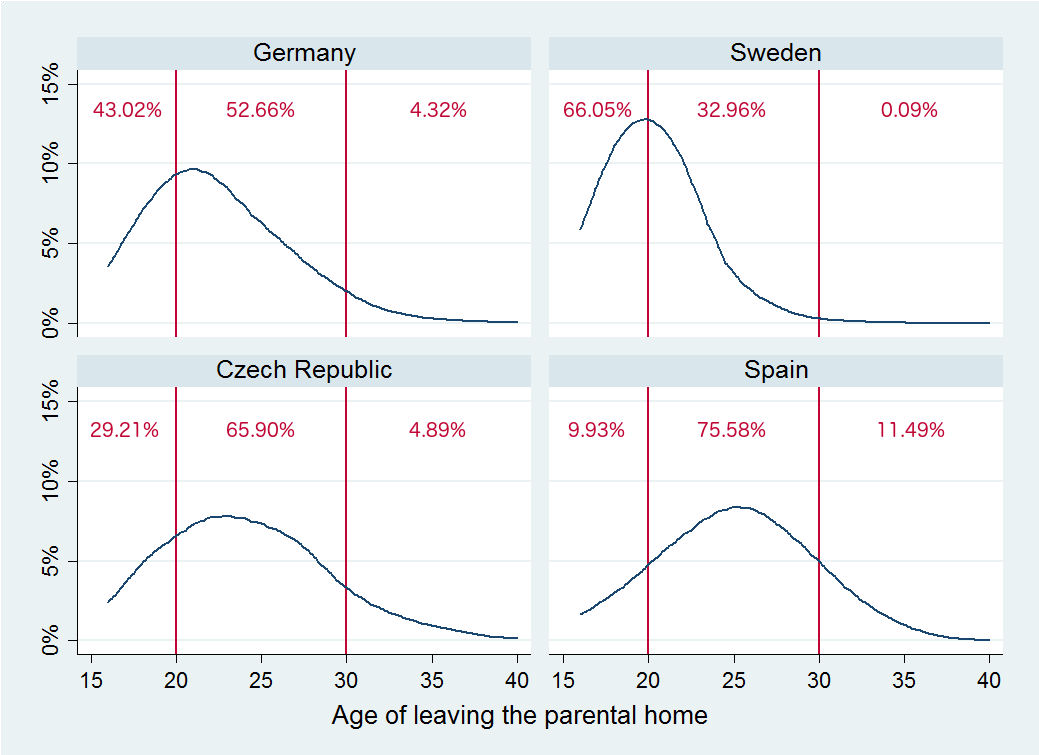 Germany
Sweden
15%
10%
5%
0%
43.02%
52.66%
4.32%
66.05%
32.96%
0.09%
Czech Republic
Spain
15%
10%
5%
0%
29.21%
65.90%
4.89%
9.93%
75.58%
11.49%
15 20 25 30 35 40
15 20 25 30 35 40
Age of leaving the parental home